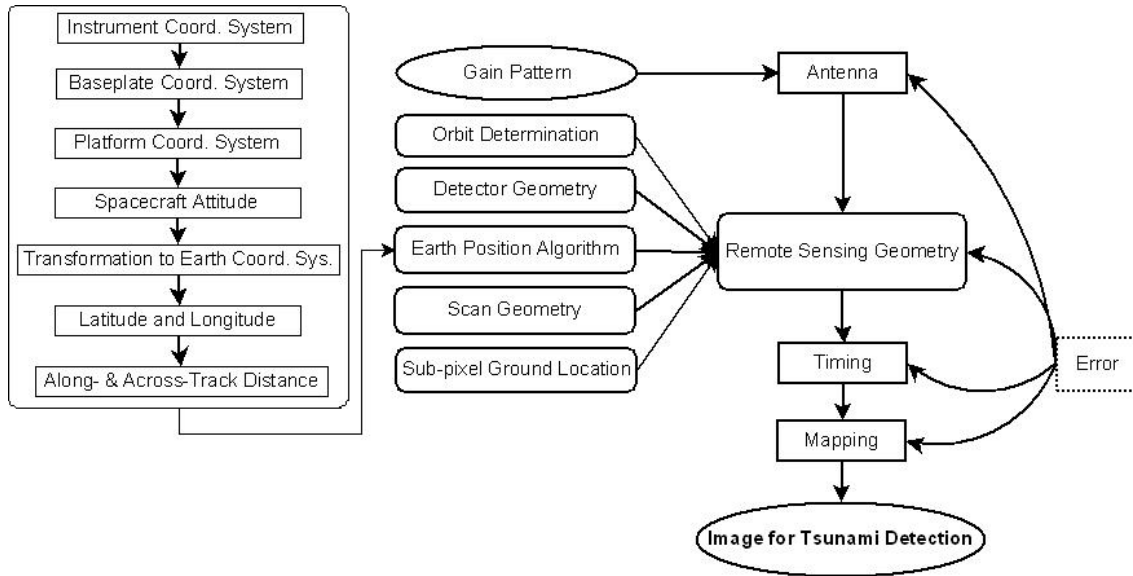 Instrument Coord. System
Baseplate Coord. System
Platform Coord. System
Spacecraft Attitude
Transformation to Earth Coord. Sys.
Latitude and Longitude
Along- & Across-Track Distance
Gain Pattern
Orbit Determination
Detector Geometry
Earth Position Algorithm
Scan Geometry
Sub-pixel Ground Location
Antenna
Remote Sensing Geometry
Timing
Mapping
Image for Tsunami Detection
Error